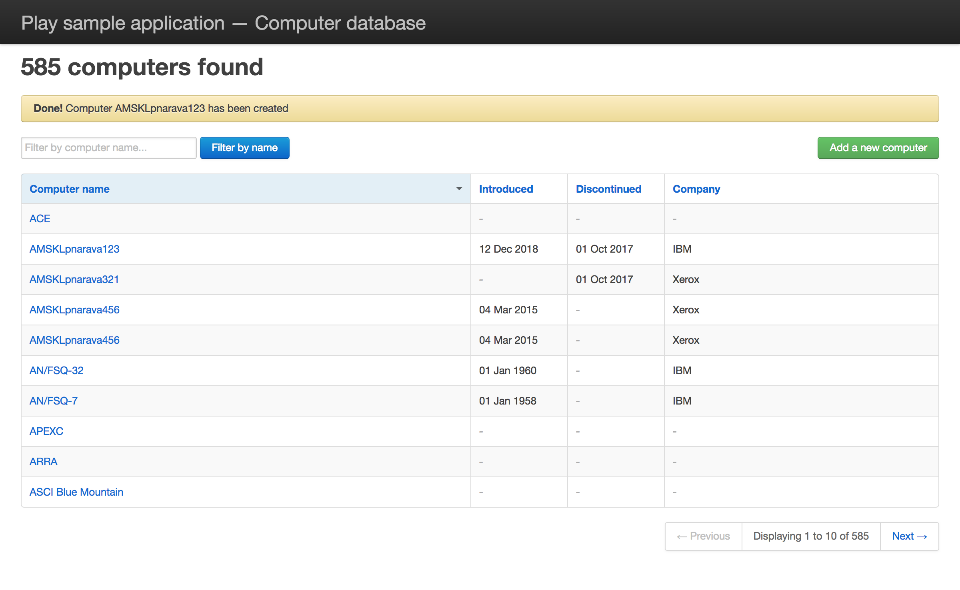 Play sample application — Computer database
585 computers found
Done! Computer AMSKLpnarava123 has been created
Filter by computer name... Filter by name Add a new computer
Computer name Introduced Discontinued Company
ACE - - -
AMSKLpnarava123 12 Dec 2018 01 Oct 2017 IBM
AMSKLpnarava321 - 01 Oct 2017 Xerox
AMSKLpnarava456 04 Mar 2015 - Xerox
AMSKLpnarava456 04 Mar 2015 - Xerox
AN/FSQ-32 01 Jan 1960 - IBM
AN/FSQ-7 01 Jan 1958 - IBM
APEXC - - -
ARRA - - -
ASCI Blue Mountain - - -
← Previous Displaying 1 to 10 of 585 Next →